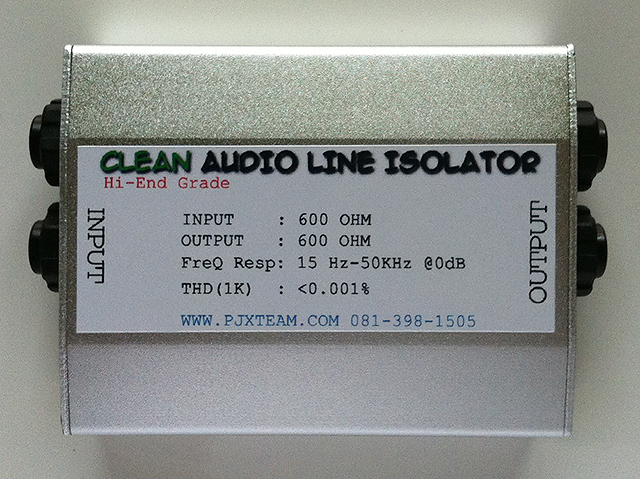 CLEAN AUDIO LINE ISOLATOR
Hi-End Grade
INPUT
INPUT : 600 OHM
OUTPUT : 600 OHM
FreQ Resp: 15 Hz-50KHz @0dB
THD(1K) : <0.001%
WWW.PJXTEAM.COM 081-398-1505
OUTPUT